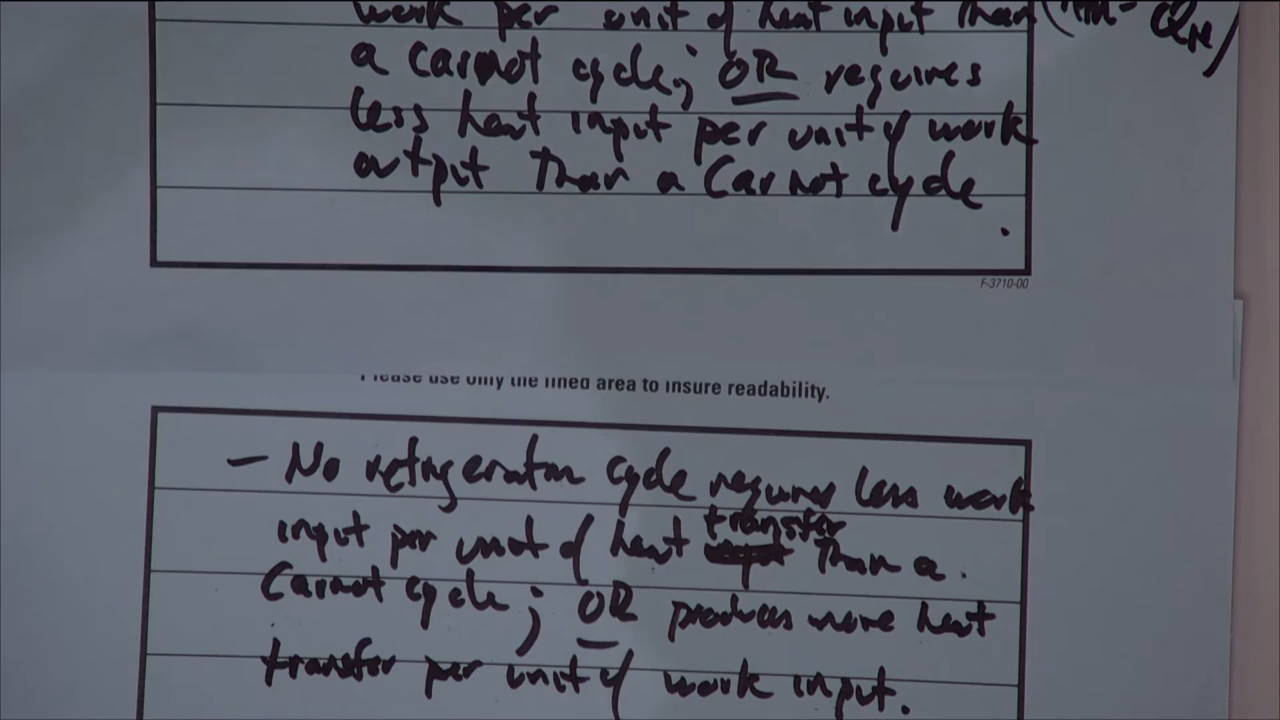 work per unit of heat input than
a carnot cycle; OR requires
less heat input per unit of work
output Than a Carnot cycle
.
F-3710-00
Please use only the lined area to insure readability.
– No refrigerator cycle requires less work
input per unit of heat transfer Than a .
Carnot cycle; OR produces more heat
transfer per unit of work input.